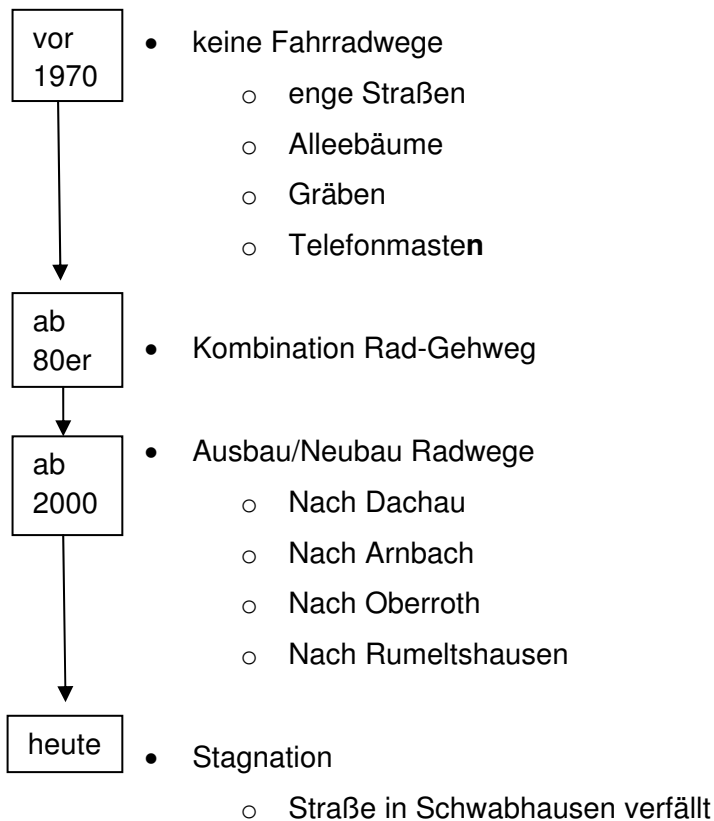 vor
1970
• keine Fahrradwege
o enge Straßen
o Alleebäume
o Gräben
o Telefonmasten
ab
80er
• Kombination Rad-Gehweg
ab
2000
• Ausbau/Neubau Radwege
o Nach Dachau
o Nach Arnbach
o Nach Oberroth
o Nach Rumeltshausen
heute
• Stagnation
o Straße in Schwabhausen verfällt